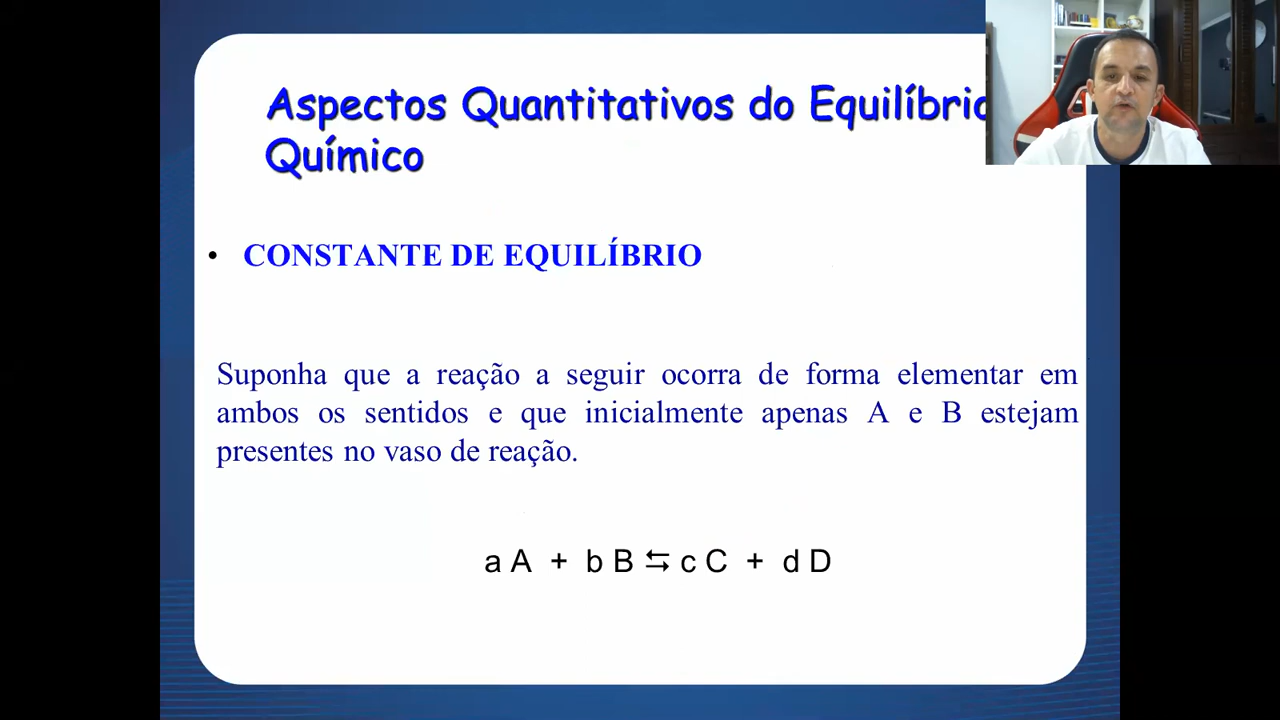 Aspectos Quantitativos do Equilíbrio
Químico
• CONSTANTE DE EQUILÍBRIO
Suponha que a reação a seguir ocorra de forma elementar em
ambos os sentidos e que inicialmente apenas A e B estejam
presentes no vaso de reação.
a A + b B ⇆ c C + d D